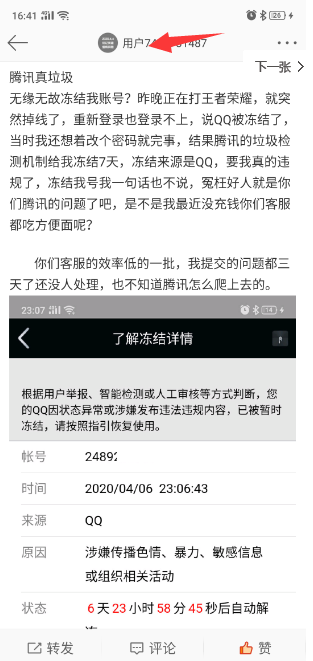 16:41
26
用户74 1487
下一张
腾讯真垃圾
无缘无故冻结我账号？昨晚正在打王者荣耀，就突
然掉线了，重新登录也登录不上，说QQ被冻结了，
当时我还想着改个密码就完事，结果腾讯的垃圾检
测机制给我冻结7天，冻结来源是QQ，要我真的违
规了，冻结我号我一句话也不说，冤枉好人就是你
们腾讯的问题了吧，是不是我最近没充钱你们客服
都吃方便面呢？
你们客服的效率低的一批，我提交的问题都三
天了还没人处理，也不知道腾讯怎么爬上去的。
23:07
14
了解冻结详情
根据用户举报、智能检测或人工审核等方式判断，您
的QQ因状态异常或涉嫌发布违法违规内容，已被暂时
冻结，请按照指引恢复使用。
帐号 2489
时间 2020/04/06 23:06:43
来源 QQ
原因 涉嫌传播色情、暴力、敏感信息
或组织相关活动
状态 6天23小时58分45秒后自动解
转发 评论 赞